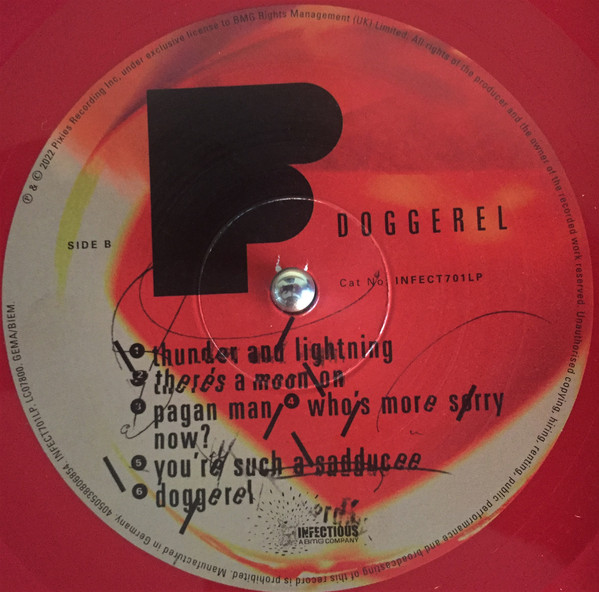 ℗ & © 2022 Pixies Recording Inc, under exclusive license to BMG Rights Management (UK) Limited. All rights of the producer and the owner of the recorded work reserved. Unauthorised copying, hiring, renting, public performance and broadcasting of this record is prohibited. Manufactured in Germany. 4050538806854. INFECT701LP. LC07800. GEMA/BIEM.
DOGGEREL
SIDE B
Cat No. INFECT701LP
1 thunder and lightning
2 there's a moon on
3 pagan man 4 who's more sorry
now?
5 you're such a sadducee
6 doggerel
INFECTIOUS
A BMG COMPANY